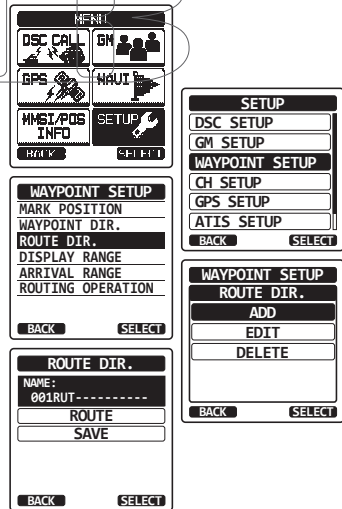 MENU
DSC CALL
GM
GPS
NAVI
MMSI/POS
INFO
SETUP
BACK SELECT
SETUP
DSC SETUP
GM SETUP
WAYPOINT SETUP
CH SETUP
GPS SETUP
ATIS SETUP
BACK SELECT
WAYPOINT SETUP
MARK POSITION
WAYPOINT DIR.
ROUTE DIR.
DISPLAY RANGE
ARRIVAL RANGE
ROUTING OPERATION
BACK SELECT
WAYPOINT SETUP
ROUTE DIR.
ADD
EDIT
DELETE
BACK SELECT
ROUTE DIR.
NAME:
001RUT----------
ROUTE
SAVE
BACK SELECT